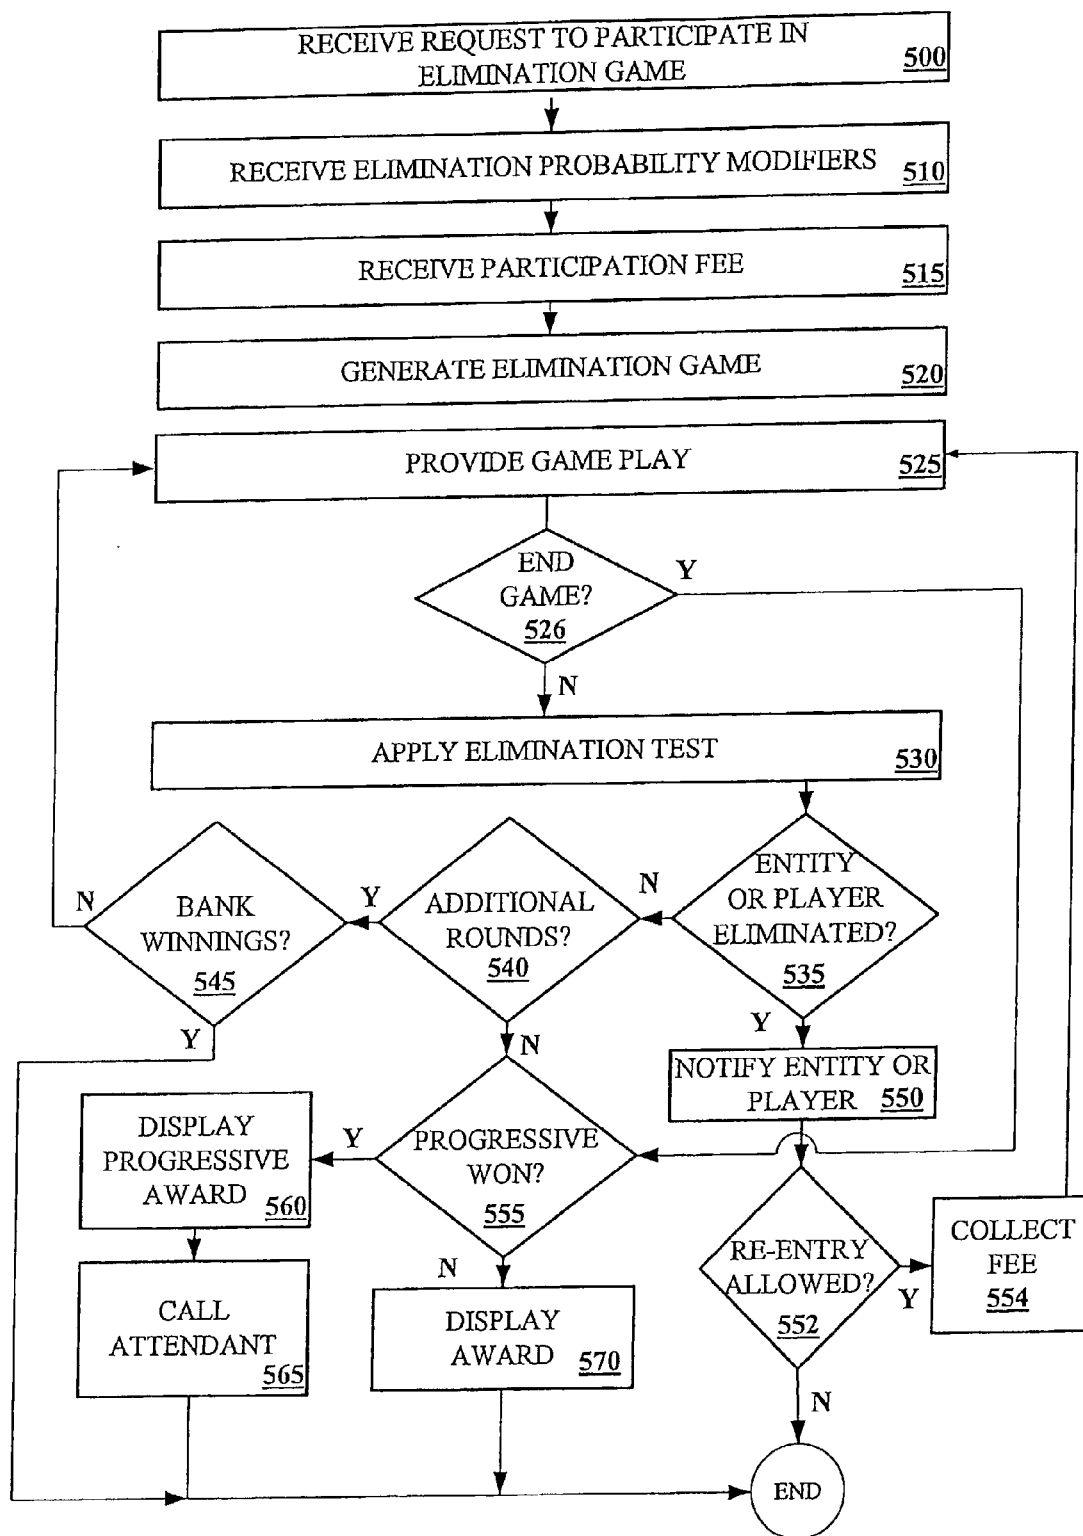 RECEIVE REQUEST TO PARTICIPATE IN
ELIMINATION GAME
500
RECEIVE ELIMINATION PROBABILITY MODIFIERS
510
RECEIVE PARTICIPATION FEE
515
GENERATE ELIMINATION GAME
520
PROVIDE GAME PLAY
525
END
GAME?
526
Y
N
APPLY ELIMINATION TEST
530
ENTITY
OR PLAYER
ELIMINATED?
535
N
Y
ADDITIONAL
ROUNDS?
540
Y
N
BANK
WINNINGS?
545
N
Y
NOTIFY ENTITY OR
PLAYER 550
PROGRESSIVE
WON?
555
Y
N
DISPLAY
PROGRESSIVE
AWARD
560
CALL
ATTENDANT
565
DISPLAY
AWARD
570
RE-ENTRY
ALLOWED?
552
Y
N
COLLECT
FEE
554
END